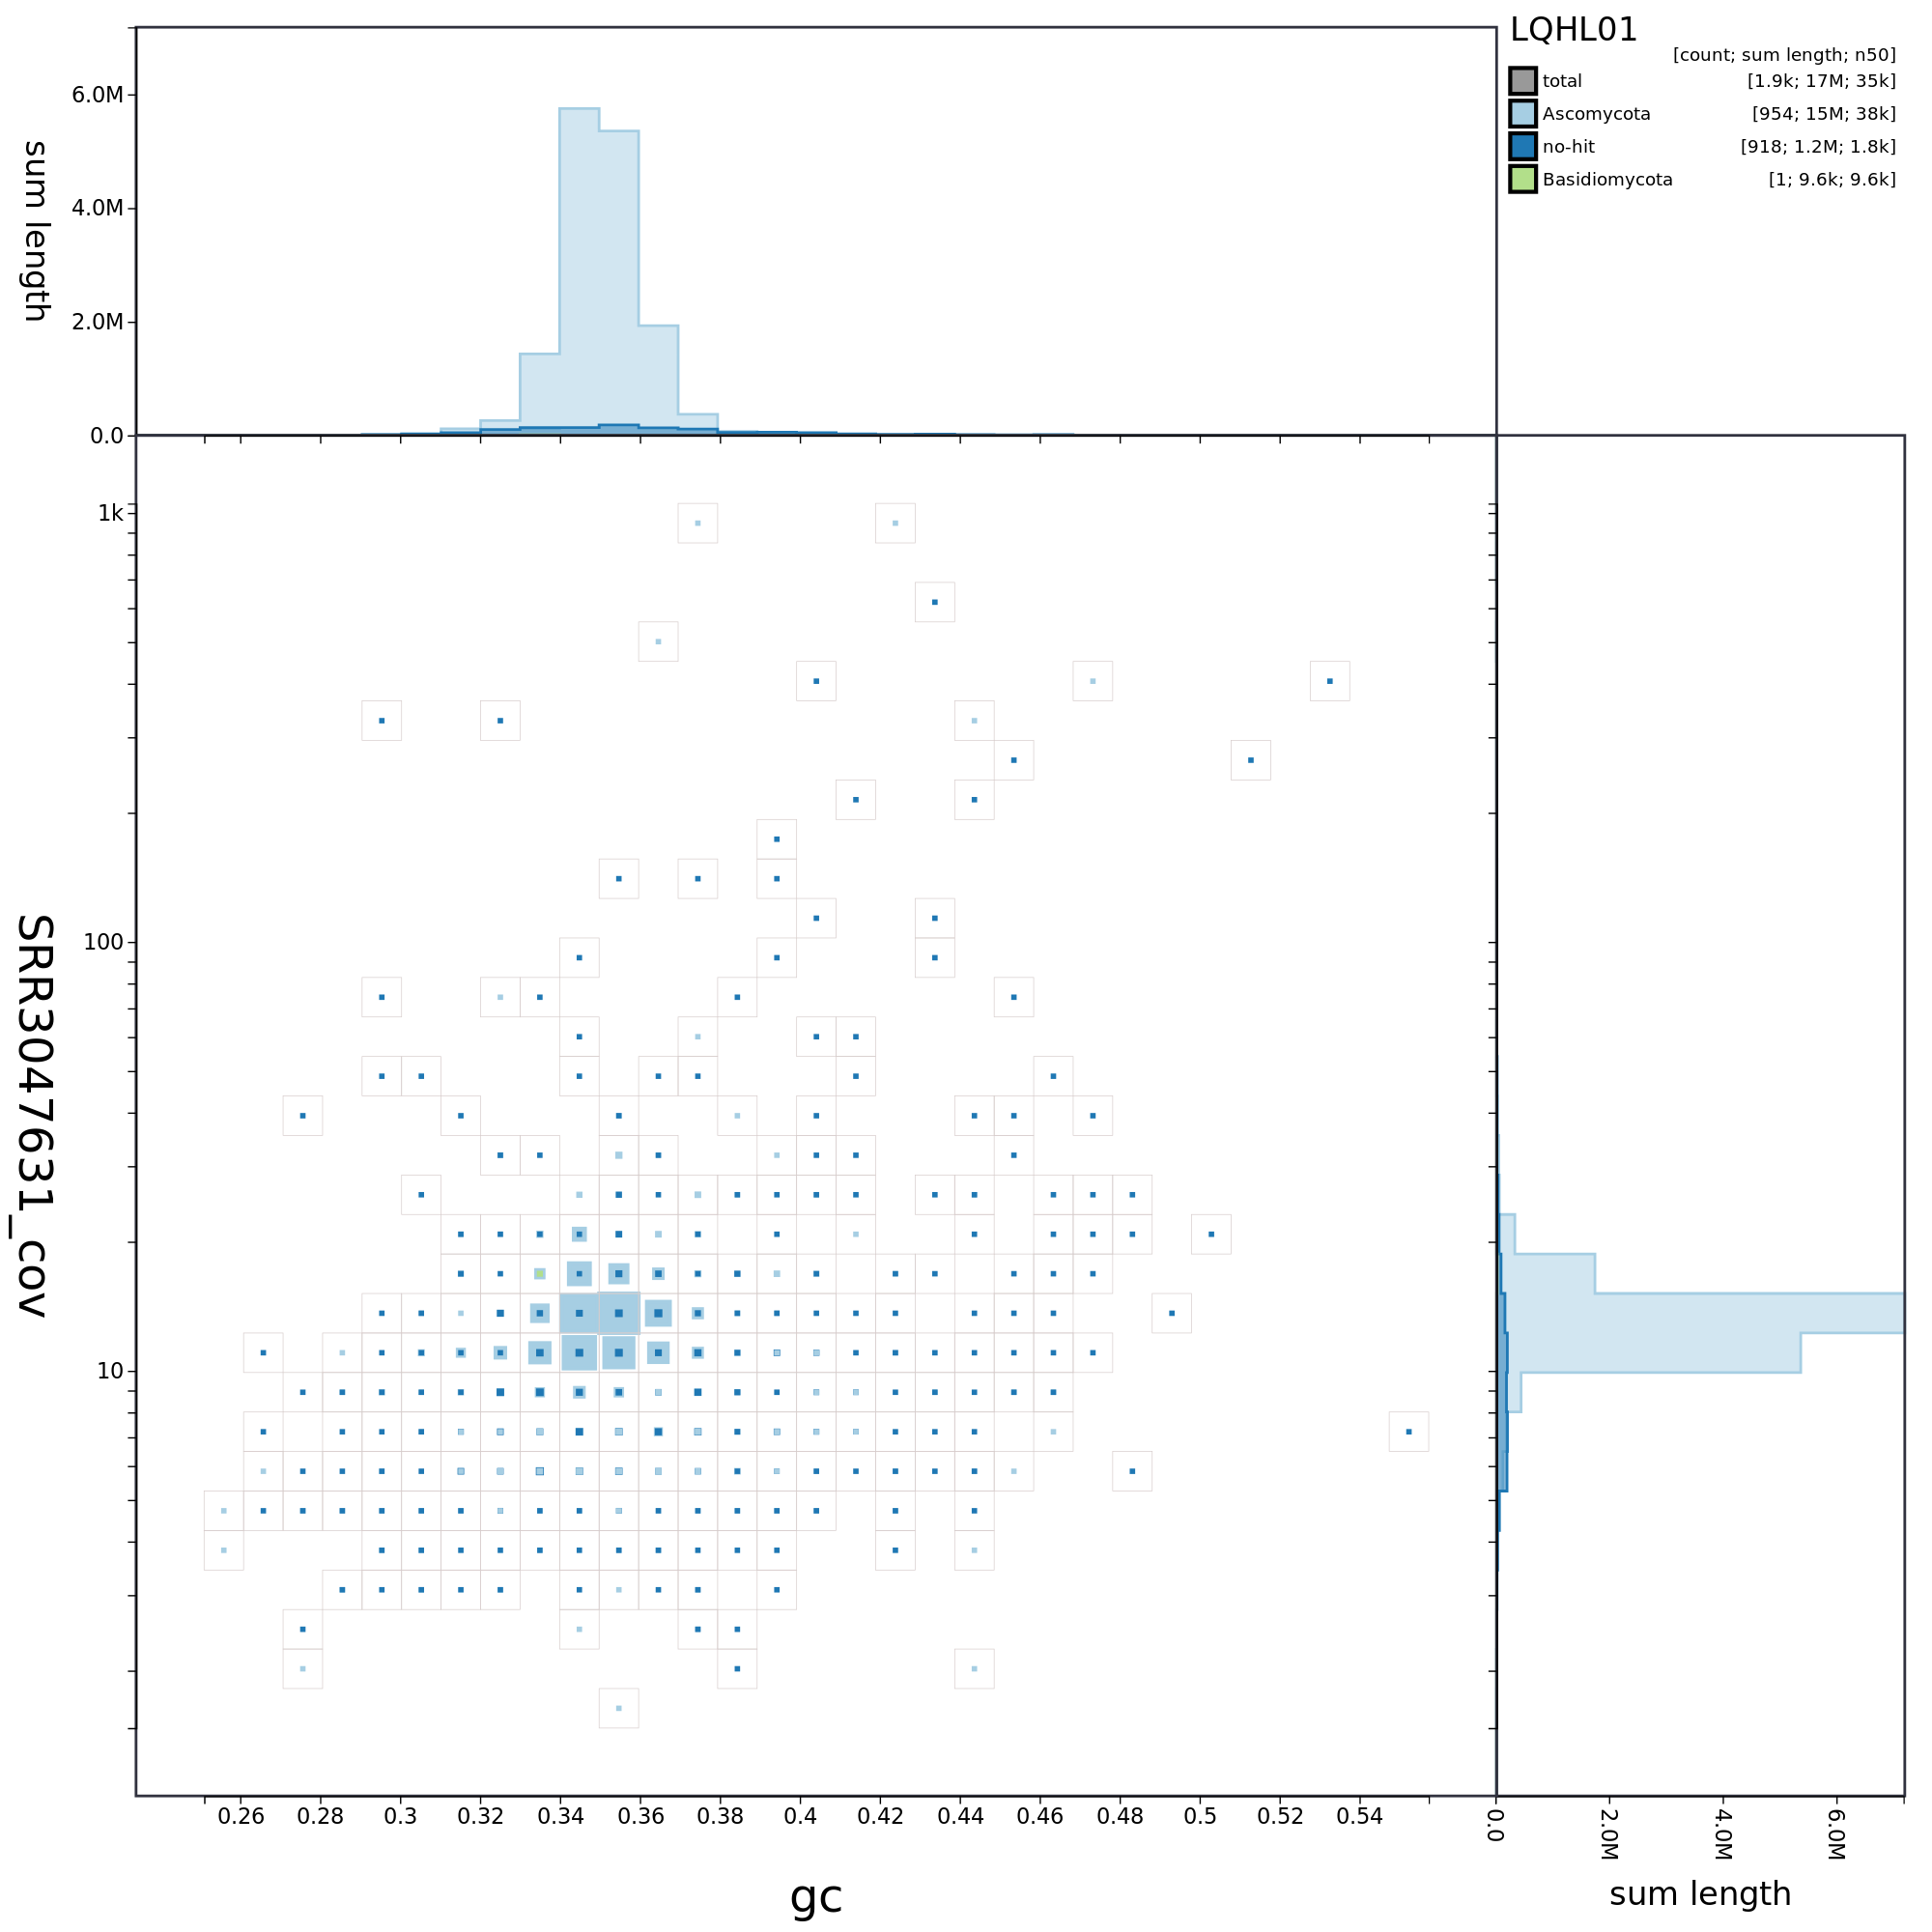 LQHL01
[count; sum length; n50]
total [1.9k; 17M; 35k]
Ascomycota [954; 15M; 38k]
no-hit [918; 1.2M; 1.8k]
Basidiomycota [1; 9.6k; 9.6k]
sum length
6.0M
4.0M
2.0M
0.0
SRR3047631_cov
1k
100
10
0.26 0.28 0.3 0.32 0.34 0.36 0.38 0.4 0.42 0.44 0.46 0.48 0.5 0.52 0.54
gc
0.0 2.0M 4.0M 6.0M
sum length